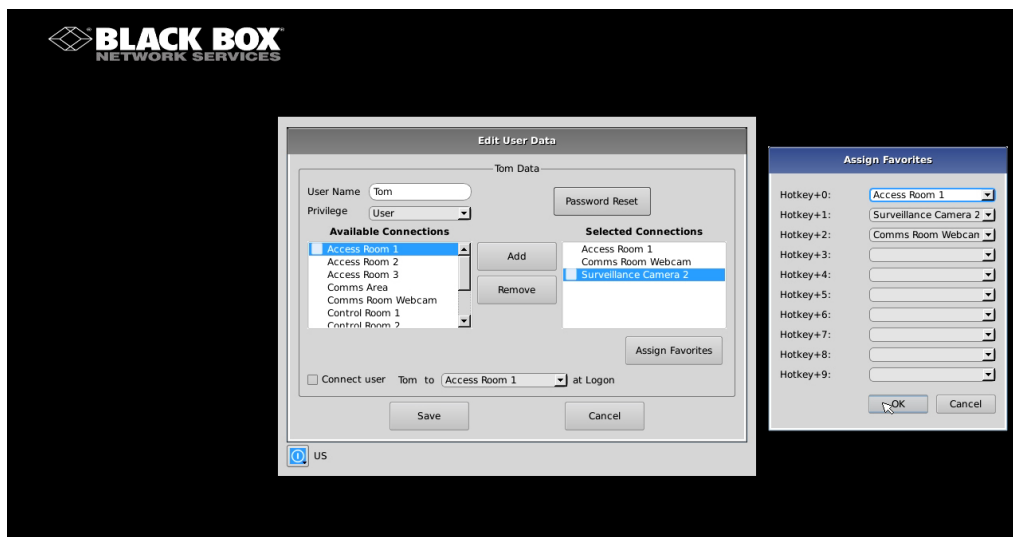 BLACK BOX
NETWORK SERVICES
Edit User Data
Tom Data
User Name Tom
Password Reset
Privilege User
Available Connections
Access Room 1
Access Room 2
Access Room 3
Comms Area
Comms Room Webcam
Control Room 1
Control Room 2
Add
Remove
Selected Connections
Access Room 1
Comms Room Webcam
Surveillance Camera 2
Assign Favorites
Connect user Tom to Access Room 1 at Logon
Save Cancel
US
Assign Favorites
Hotkey+0: Access Room 1
Hotkey+1: Surveillance Camera 2
Hotkey+2: Comms Room Webcan
Hotkey+3:
Hotkey+4:
Hotkey+5:
Hotkey+6:
Hotkey+7:
Hotkey+8:
Hotkey+9:
OK Cancel